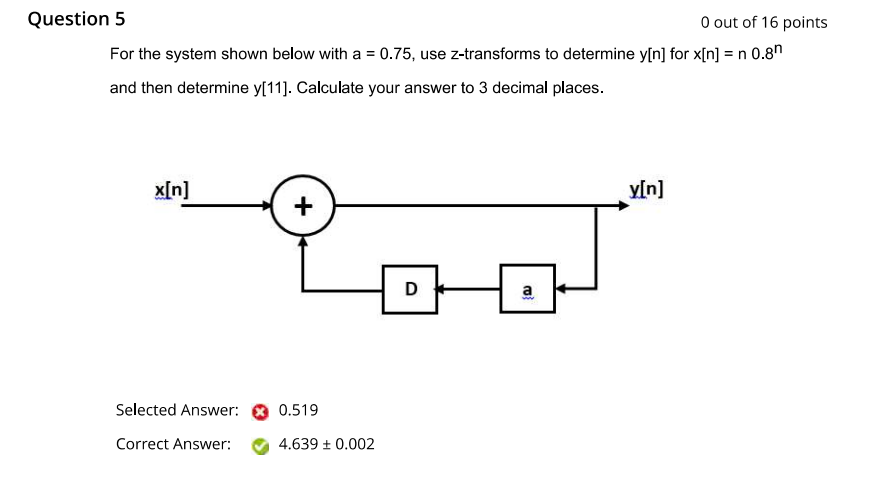 Question 5
0 out of 16 points
For the system shown below with a = 0.75, use z-transforms to determine y[n] for x[n] = n 0.8ⁿ
and then determine y[11]. Calculate your answer to 3 decimal places.
x[n]
+
y[n]
D
a
Selected Answer: 0.519
Correct Answer: 4.639 ± 0.002